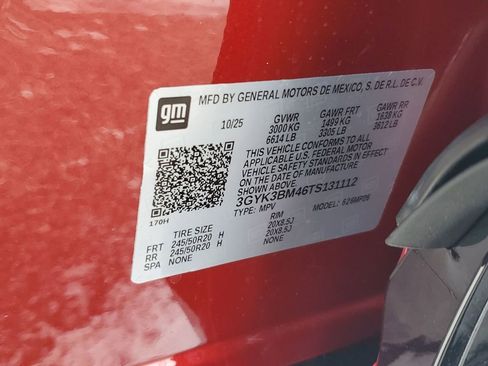 gm
MFD BY GENERAL MOTORS DE MEXICO, S. DE R.L. DE C.V.
10/25 GVWR GAWR FRT GAWR RR
3000 KG 1499 KG 1638 KG
6614 LB 3305 LB 3612 LB
THIS VEHICLE CONFORMS TO ALL
APPLICABLE U.S. FEDERAL MOTOR
VEHICLE SAFETY STANDARDS IN EFFECT
ON THE DATE OF MANUFACTURE
SHOWN ABOVE.
3GYK3BM46TS131112
TYPE: MPV MODEL: 6
170H
TIRE SIZE RIM
FRT 245/50R20 H 20X8.5J
RR 245/50R20 H 20X8.5J
SPA NONE NONE